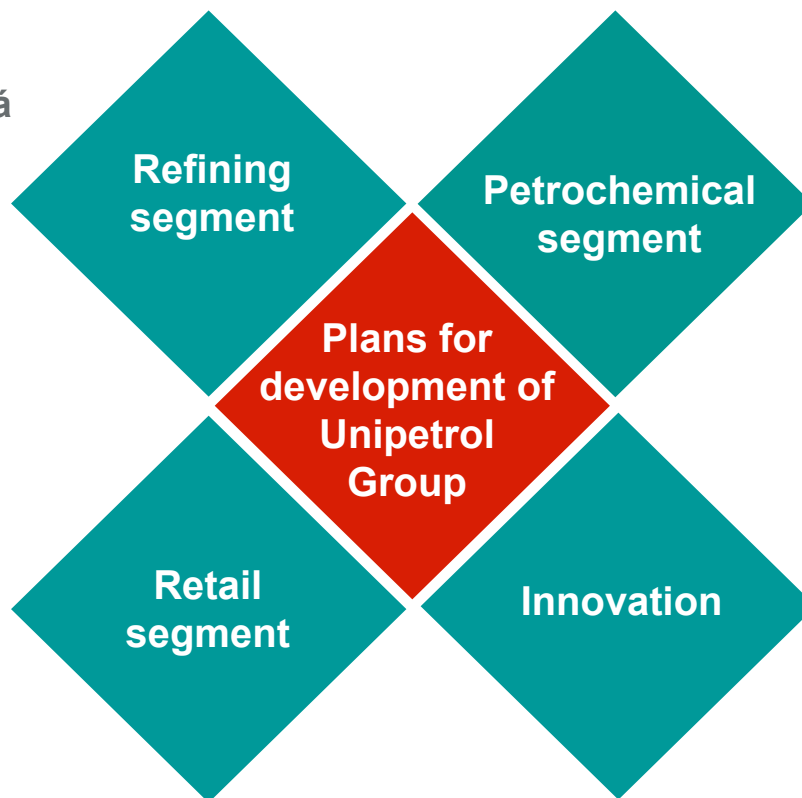 á
Refining
segment
Petrochemical
segment
Plans for
development of
Unipetrol
Group
Retail
segment
Innovation